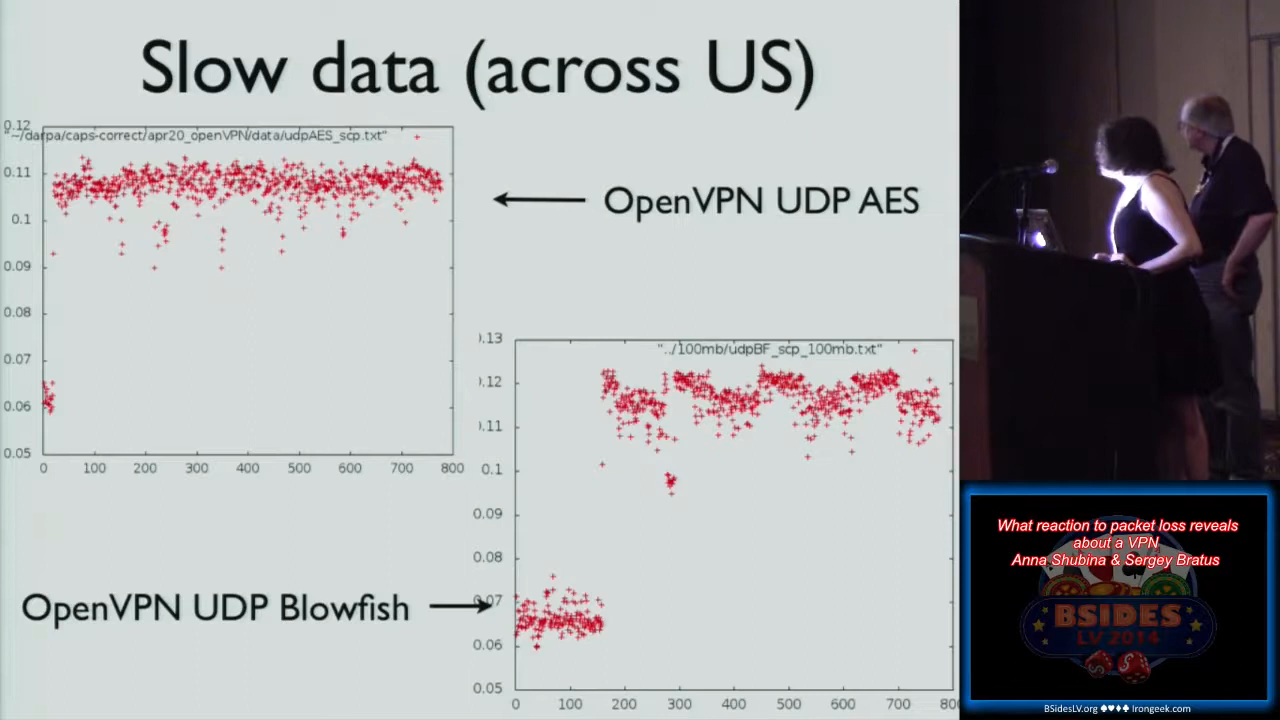 Slow data (across US)
"~/darpa/caps-correct/apr20_openVPN/data/udpAES_scp.txt"
0.12
0.11
0.1
0.09
0.08
0.07
0.06
0.05
0 100 200 300 400 500 600 700 800
OpenVPN UDP AES
"../100mb/udpBF_scp_100mb.txt"
).13
).12
).11
0.1
0.09
0.08
0.07
0.06
0.05
0 100 200 300 400 500 600 700 80
OpenVPN UDP Blowfish
What reaction to packet loss reveals
about a VPN
Anna Shubina & Sergey Bratus
BSIDES
LV 2014
BSidesLV.org ♠♥♦♣ Irongeek.com